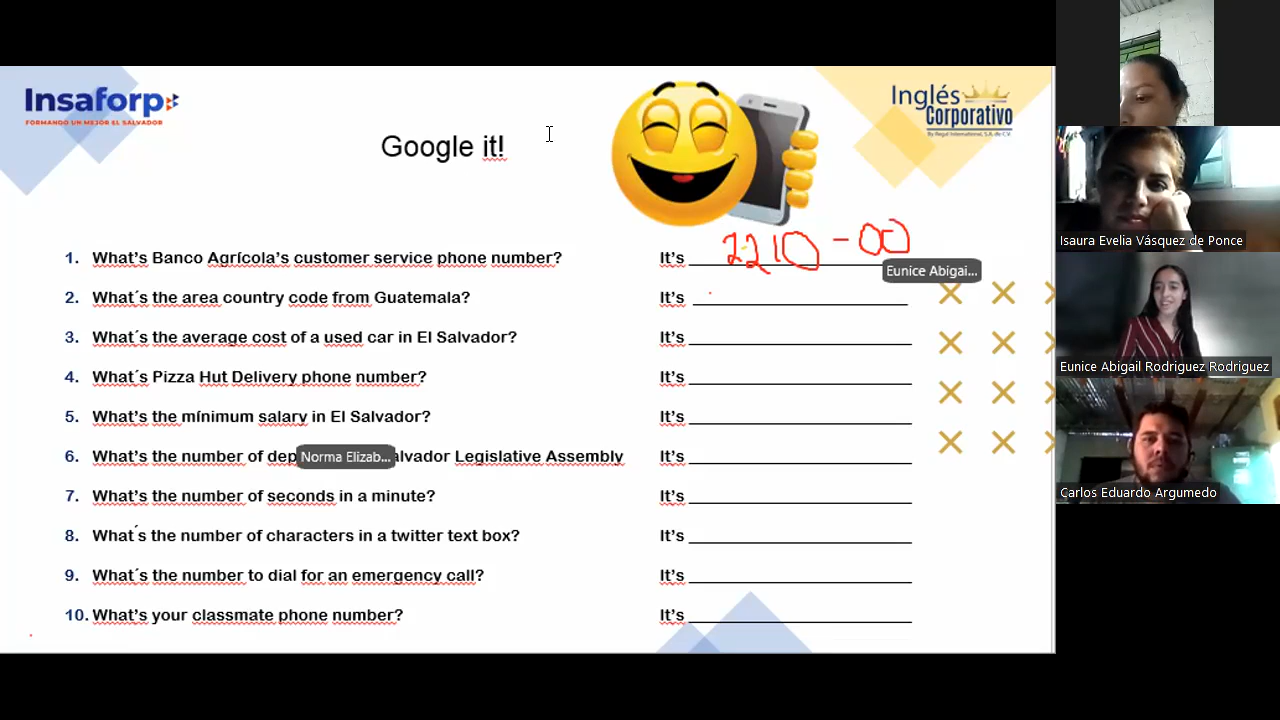 Insaforp
FORMANDO UN MEJOR EL SALVADOR
Inglés
Corporativo
By Regal International, S.A. de C.V.
Google it!
1. What's Banco Agrícola's customer service phone number? It's 2210-00
2. What´s the area country code from Guatemala? It's
3. What´s the average cost of a used car in El Salvador? It's
4. What´s Pizza Hut Delivery phone number? It's
5. What's the mínimum salary in El Salvador? It's
6. What's the number of dep alvador Legislative Assembly It's
7. What's the number of seconds in a minute? It's
8. What´s the number of characters in a twitter text box? It's
9. What´s the number to dial for an emergency call? It's
10. What's your classmate phone number? It's
Eunice Abigai...
Norma Elizab...
Isaura Evelia Vásquez de Ponce
Eunice Abigail Rodriguez Rodriguez
Carlos Eduardo Argumedo